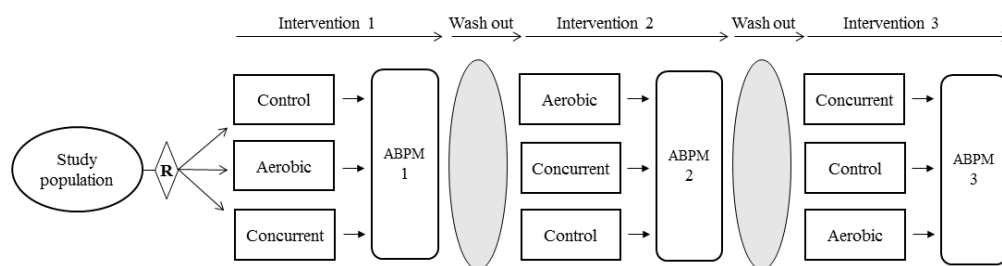 Intervention 1
Wash out
Intervention 2
Wash out
Intervention 3
Study
population
R
Control
Aerobic
Concurrent
ABPM
1
Aerobic
Concurrent
Control
ABPM
2
Concurrent
Control
Aerobic
ABPM
3